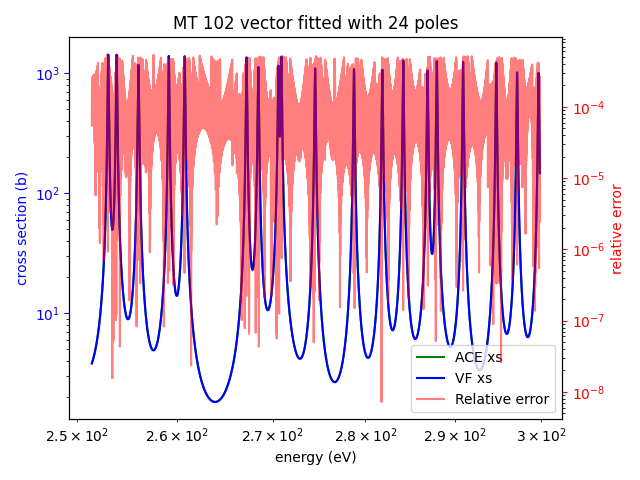 MT 102 vector fitted with 24 poles
10³
10²
10¹
cross section (b)
10⁻⁴
10⁻⁵
10⁻⁶
10⁻⁷
10⁻⁸
relative error
ACE xs
VF xs
Relative error
2.5 × 10² 2.6 × 10² 2.7 × 10² 2.8 × 10² 2.9 × 10² 3 × 10²
energy (eV)